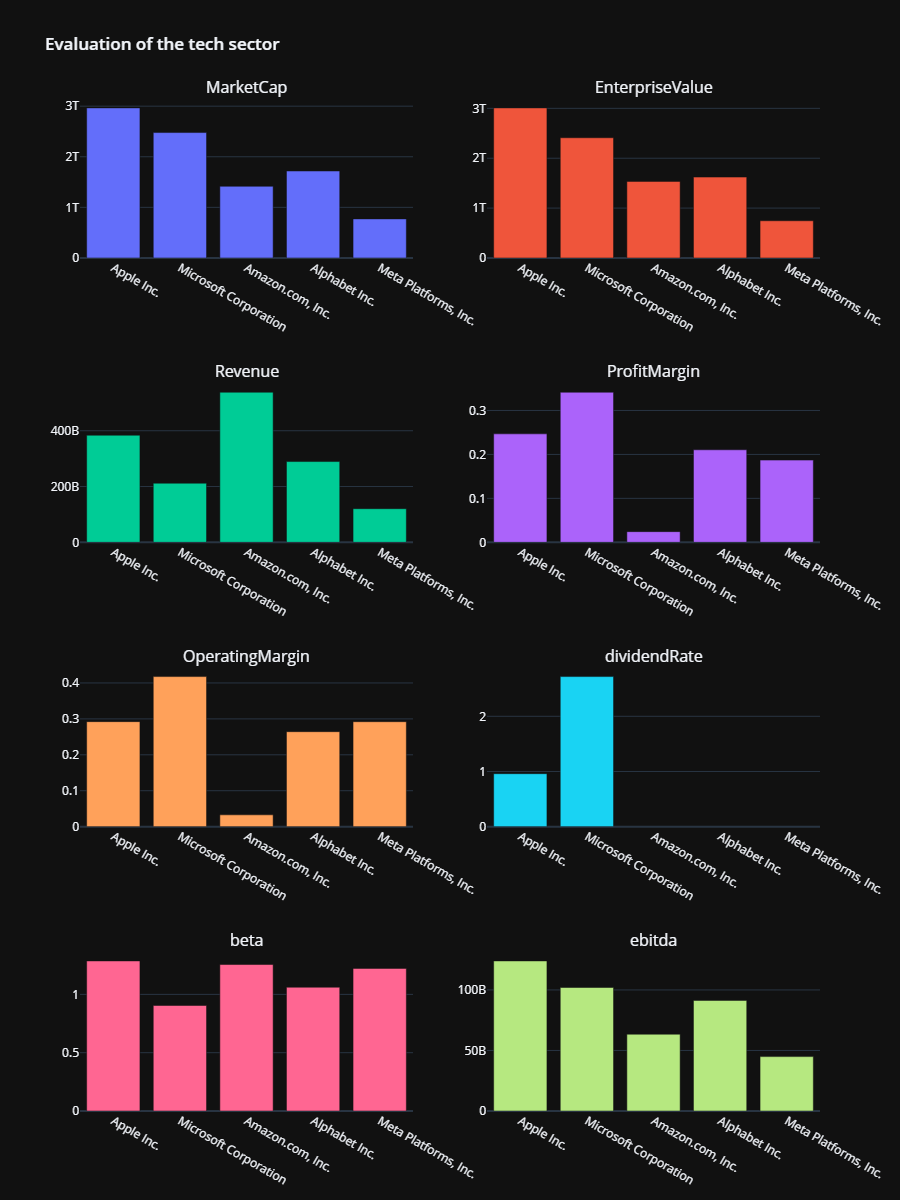 Evaluation of the tech sector
MarketCap
3T
2T
1T
0
Apple Inc.
Microsoft Corporation
Amazon.com, Inc.
Alphabet Inc.
Meta Platforms, Inc.
EnterpriseValue
3T
2T
1T
0
Apple Inc.
Microsoft Corporation
Amazon.com, Inc.
Alphabet Inc.
Meta Platforms, Inc.
Revenue
400B
200B
0
Apple Inc.
Microsoft Corporation
Amazon.com, Inc.
Alphabet Inc.
Meta Platforms, Inc.
ProfitMargin
0.3
0.2
0.1
0
Apple Inc.
Microsoft Corporation
Amazon.com, Inc.
Alphabet Inc.
Meta Platforms, Inc.
OperatingMargin
0.4
0.3
0.2
0.1
0
Apple Inc.
Microsoft Corporation
Amazon.com, Inc.
Alphabet Inc.
Meta Platforms, Inc.
dividendRate
2
1
0
Apple Inc.
Microsoft Corporation
Amazon.com, Inc.
Alphabet Inc.
Meta Platforms, Inc.
beta
1
0.5
0
Apple Inc.
Microsoft Corporation
Amazon.com, Inc.
Alphabet Inc.
Meta Platforms, Inc.
ebitda
100B
50B
0
Apple Inc.
Microsoft Corporation
Amazon.com, Inc.
Alphabet Inc.
Meta Platforms, Inc.